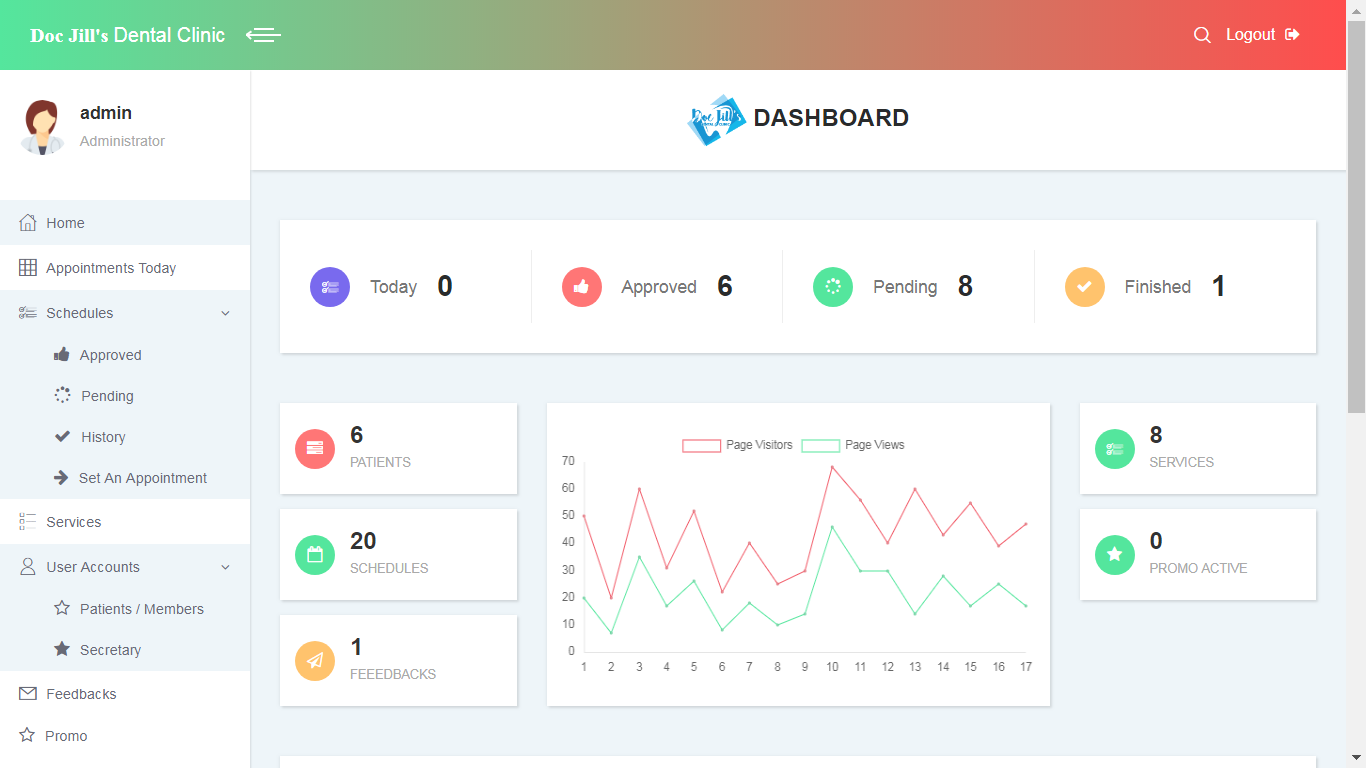 Doc Jill's Dental Clinic
Logout
admin
Administrator
Doc Jill's
DASHBOARD
Home
Appointments Today
Schedules
Approved
Pending
History
Set An Appointment
Services
User Accounts
Patients / Members
Secretary
Feedbacks
Promo
Today 0
Approved 6
Pending 8
Finished 1
6
PATIENTS
20
SCHEDULES
1
FEEEDBACKS
Page Visitors Page Views
70
60
50
40
30
20
10
0
1 2 3 4 5 6 7 8 9 10 11 12 13 14 15 16 17
8
SERVICES
0
PROMO ACTIVE